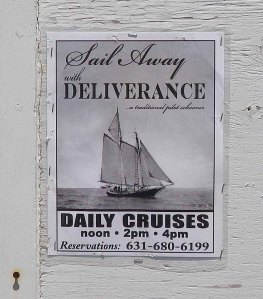 Sail Away
with
DELIVERANCE
...a traditional pilot schooner
DAILY CRUISES
noon • 2pm • 4pm
Reservations: 631-680-6199